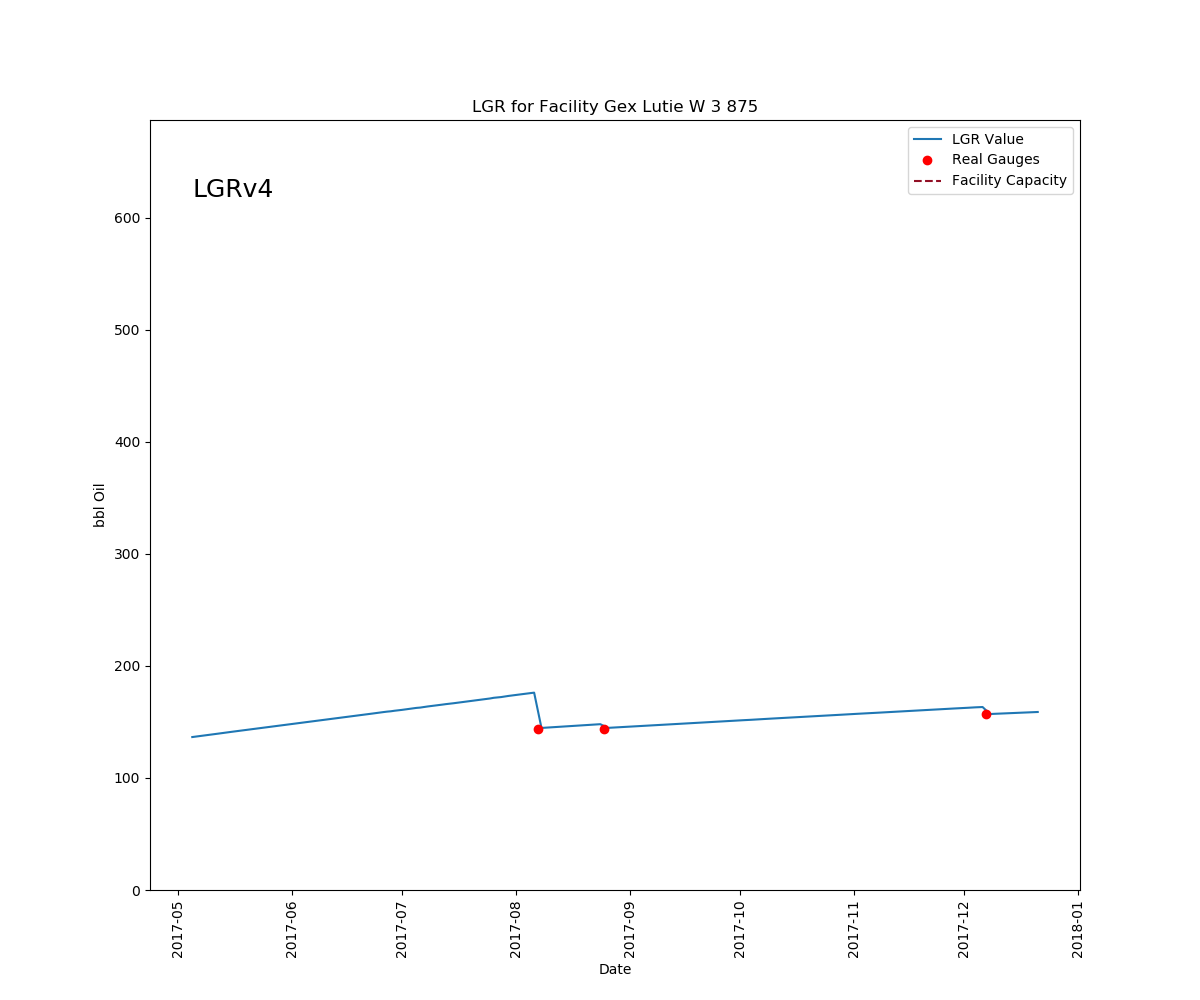 LGR for Facility Gex Lutie W 3 875
LGR Value
Real Gauges
Facility Capacity
LGRv4
600
500
400
300
200
100
0
bbl Oil
2017-05
2017-06
2017-07
2017-08
2017-09
2017-10
2017-11
2017-12
2018-01
Date